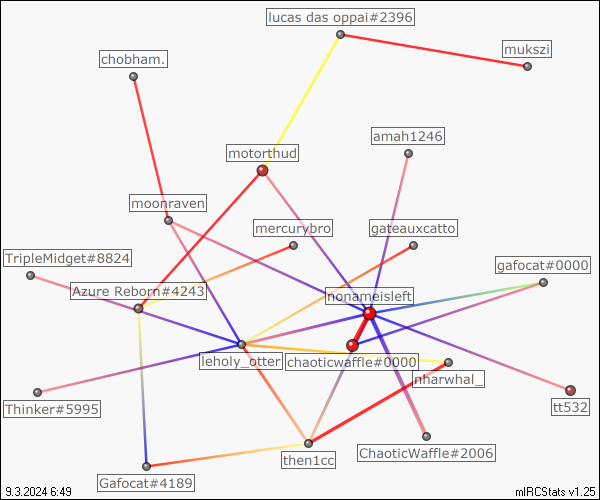 lucas das oppai#2396
mukszi
chobham.
amah1246
motorthud
moonraven
mercurybro
gateauxcatto
TripleMidget#8824
gafocat#0000
Azure Reborn#4243
nonameisleft
leholy_otter
chaoticwaffle#0000
nharwhal_
Thinker#5995
tt532
ChaoticWaffle#2006
then1cc
Gafocat#4189
9.3.2024 6:49
mIRCStats v1.25